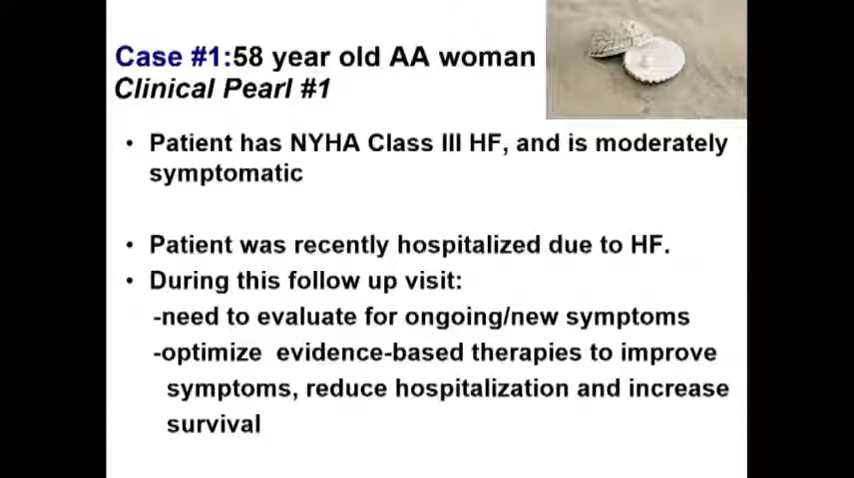 Case #1:58 year old AA woman
Clinical Pearl #1
• Patient has NYHA Class III HF, and is moderately
symptomatic
• Patient was recently hospitalized due to HF.
• During this follow up visit:
-need to evaluate for ongoing/new symptoms
-optimize evidence-based therapies to improve
symptoms, reduce hospitalization and increase
survival